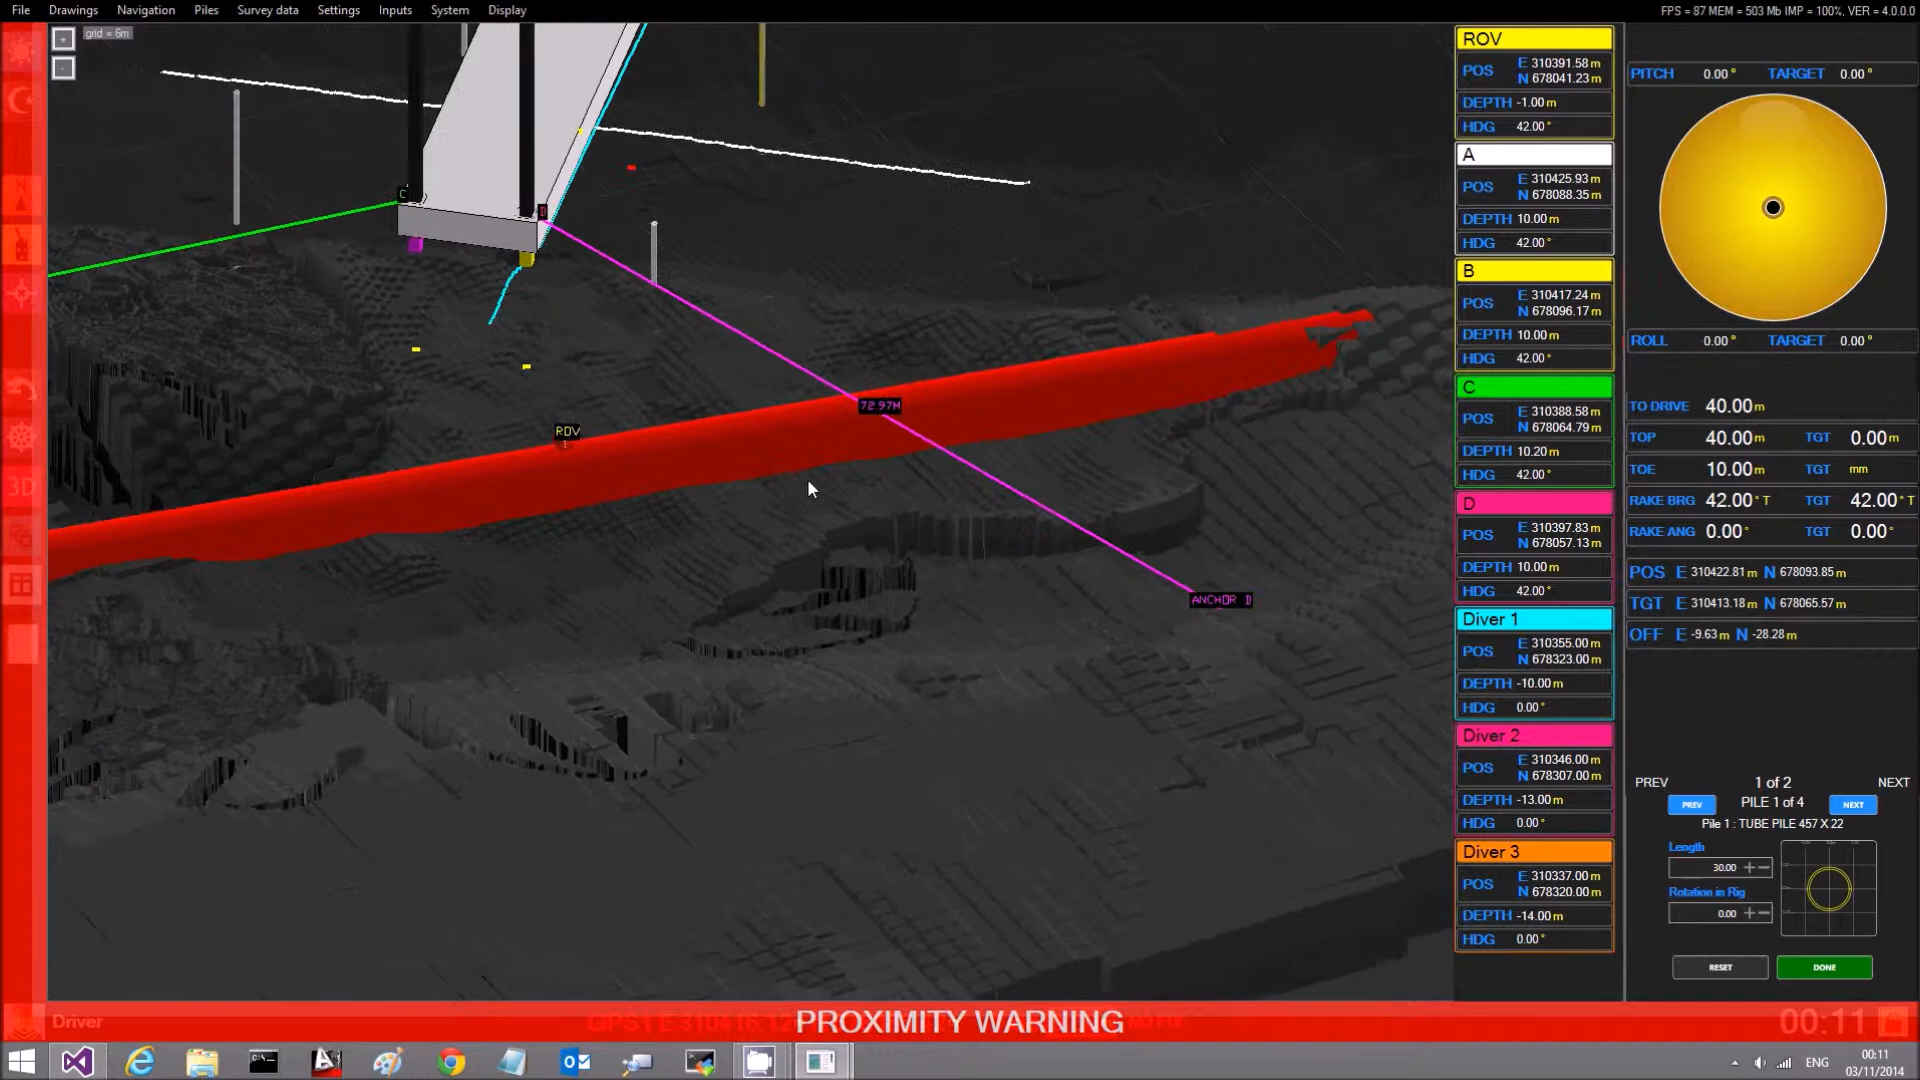 File Drawings Navigation Piles Survey data Settings Inputs System Display
FPS = 87 MEM = 503 Mb IMP = 100%, VER = 4.0.0.0
grid = 6m
C
D
72.97M
ROV
ANCHOR D
3D
ROV
POS E 310391.58 m
N 678041.23 m
DEPTH -1.00 m
HDG 42.00 °
A
POS E 310425.93 m
N 678088.35 m
DEPTH 10.00 m
HDG 42.00 °
B
POS E 310417.24 m
N 678096.17 m
DEPTH 10.00 m
HDG 42.00 °
C
POS E 310388.58 m
N 678064.79 m
DEPTH 10.20 m
HDG 42.00 °
D
POS E 310397.83 m
N 678057.13 m
DEPTH 10.00 m
HDG 42.00 °
Diver 1
POS E 310355.00 m
N 678323.00 m
DEPTH -10.00 m
HDG 0.00 °
Diver 2
POS E 310346.00 m
N 678307.00 m
DEPTH -13.00 m
HDG 0.00 °
Diver 3
POS E 310337.00 m
N 678320.00 m
DEPTH -14.00 m
HDG 0.00 °
PITCH 0.00 ° TARGET 0.00 °
ROLL 0.00 ° TARGET 0.00 °
TO DRIVE 40.00 m
TOP 40.00 m TGT 0.00 m
TOE 10.00 m TGT mm
RAKE BRG 42.00 ° T TGT 42.00 ° T
RAKE ANG 0.00 ° TGT 0.00 °
POS E 310422.81 m N 678093.85 m
TGT E 310413.18 m N 678065.57 m
OFF E -9.63 m N -28.28 m
PREV 1 of 2 NEXT
PREV PILE 1 of 4 NEXT
Pile 1 : TUBE PILE 457 X 22
Length
30.00
Rotation in Rig
0.00
RESET DONE
Driver
PROXIMITY WARNING
00:11
ENG
00:11
03/11/2014